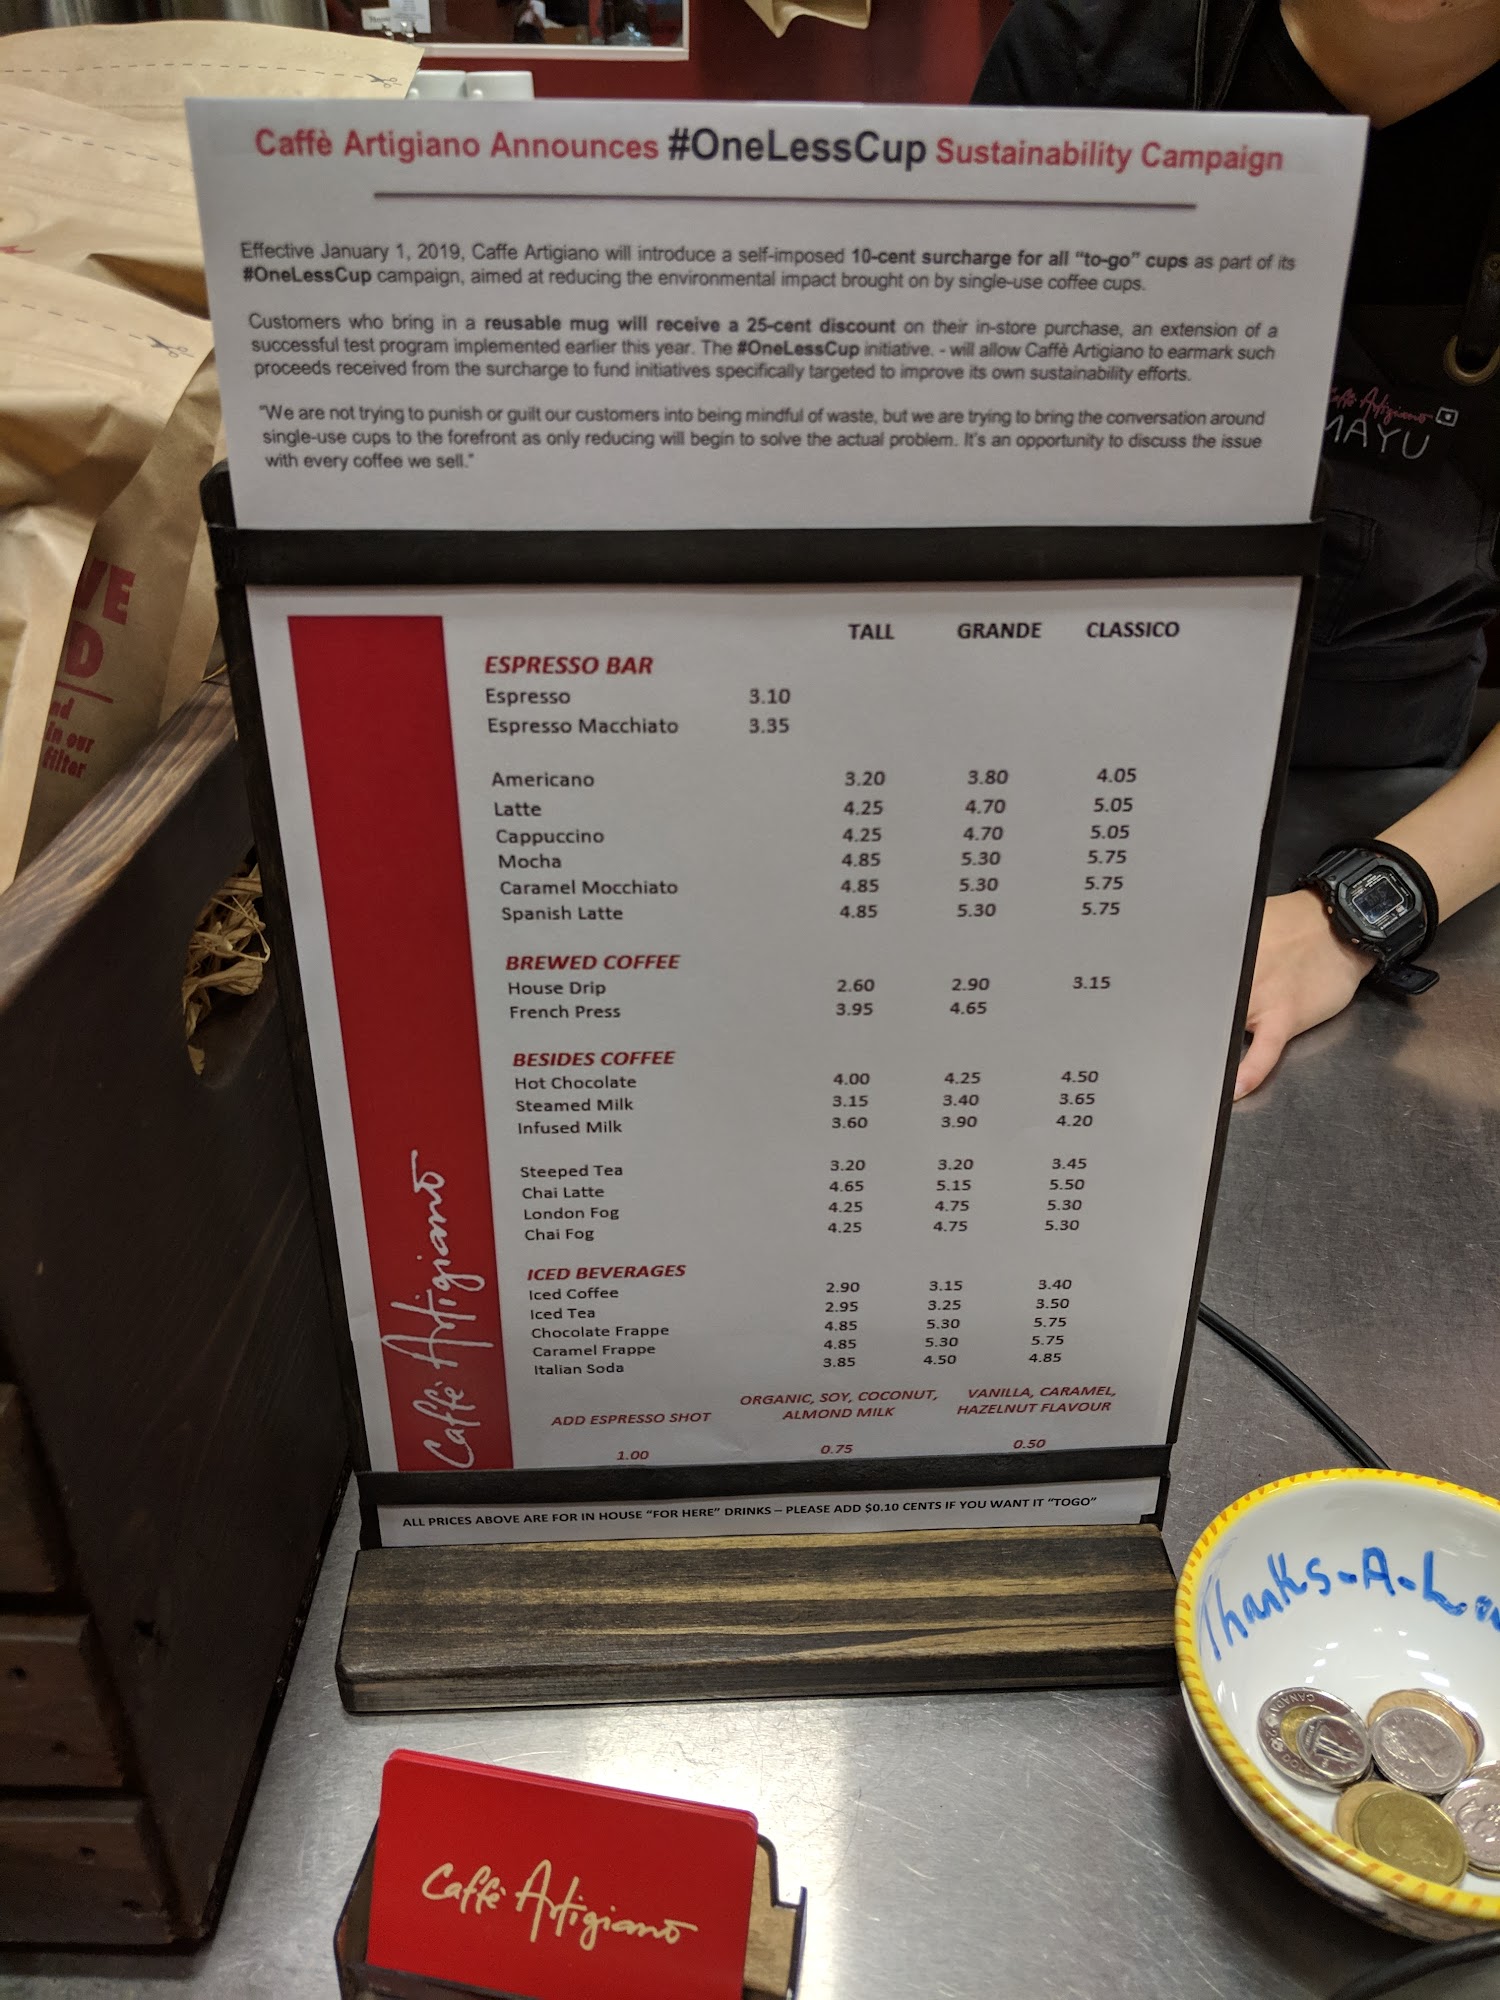 Caffè Artigiano Announces #OneLessCup Sustainability Campaign
Effective January 1, 2019, Caffe Artigiano will introduce a self-imposed 10-cent surcharge for all "to-go" cups as part of its
#OneLessCup campaign, aimed at reducing the environmental impact brought on by single-use coffee cups.
Customers who bring in a reusable mug will receive a 25-cent discount on their in-store purchase, an extension of a
successful test program implemented earlier this year. The #OneLessCup initiative. - will allow Caffè Artigiano to earmark such
proceeds received from the surcharge to fund initiatives specifically targeted to improve its own sustainability efforts.
"We are not trying to punish or guilt our customers into being mindful of waste, but we are trying to bring the conversation around
single-use cups to the forefront as only reducing will begin to solve the actual problem. It's an opportunity to discuss the issue
with every coffee we sell."
Caffè Artigiano
MAYU
VE
D
nd
in our
filter
TALL GRANDE CLASSICO
ESPRESSO BAR
Espresso 3.10
Espresso Macchiato 3.35
Americano 3.20 3.80 4.05
Latte 4.25 4.70 5.05
Cappuccino 4.25 4.70 5.05
Mocha 4.85 5.30 5.75
Caramel Mocchiato 4.85 5.30 5.75
Spanish Latte 4.85 5.30 5.75
BREWED COFFEE
House Drip 2.60 2.90 3.15
French Press 3.95 4.65
BESIDES COFFEE
Hot Chocolate 4.00 4.25 4.50
Steamed Milk 3.15 3.40 3.65
Infused Milk 3.60 3.90 4.20
Steeped Tea 3.20 3.20 3.45
Chai Latte 4.65 5.15 5.50
London Fog 4.25 4.75 5.30
Chai Fog 4.25 4.75 5.30
ICED BEVERAGES
Iced Coffee 2.90 3.15 3.40
Iced Tea 2.95 3.25 3.50
Chocolate Frappe 4.85 5.30 5.75
Caramel Frappe 4.85 5.30 5.75
Italian Soda 3.85 4.50 4.85
ADD ESPRESSO SHOT
1.00
ORGANIC, SOY, COCONUT,
ALMOND MILK
0.75
VANILLA, CARAMEL,
HAZELNUT FLAVOUR
0.50
Caffè Artigiano
ALL PRICES ABOVE ARE FOR IN HOUSE "FOR HERE" DRINKS – PLEASE ADD $0.10 CENTS IF YOU WANT IT "TOGO"
Thanks-A-
CANADA
Caffè Artigiano